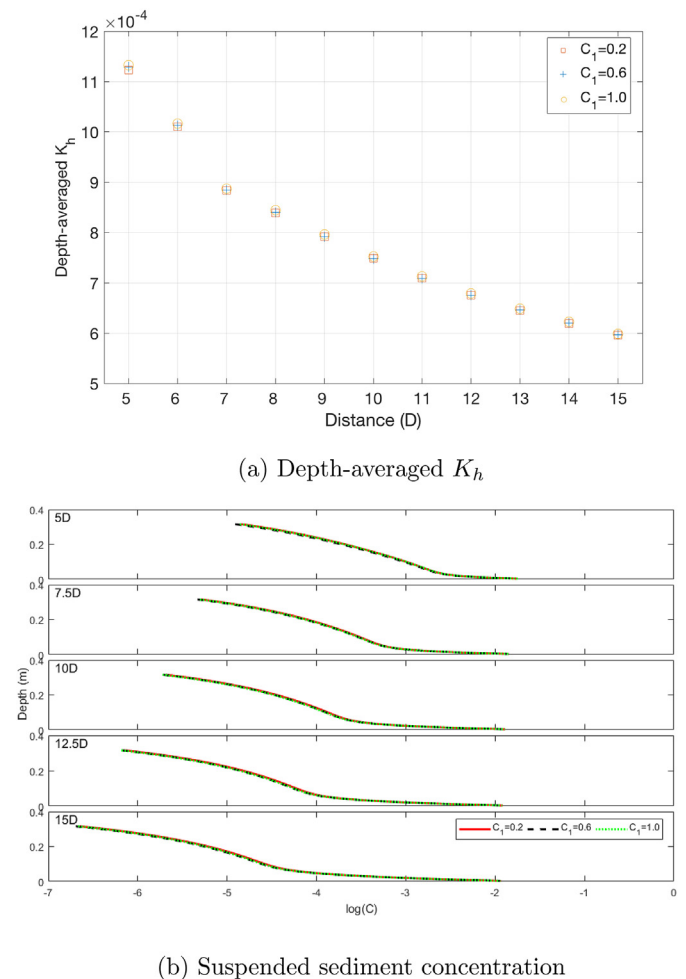 ×10⁻⁴
12
11
10
9
8
7
6
5
Depth-averaged K_h
C₁=0.2
C₁=0.6
C₁=1.0
5 6 7 8 9 10 11 12 13 14 15
Distance (D)
(a) Depth-averaged K_h
0.4
5D
0.2
0
0.4
7.5D
0.2
0
0.4
10D
0.2
0
Depth (m)
0.4
12.5D
0.2
0
0.4
15D
0.2
0
C₁=0.2 C₁=0.6 C₁=1.0
-7 -6 -5 -4 -3 -2 -1 0
log(C)
(b) Suspended sediment concentration